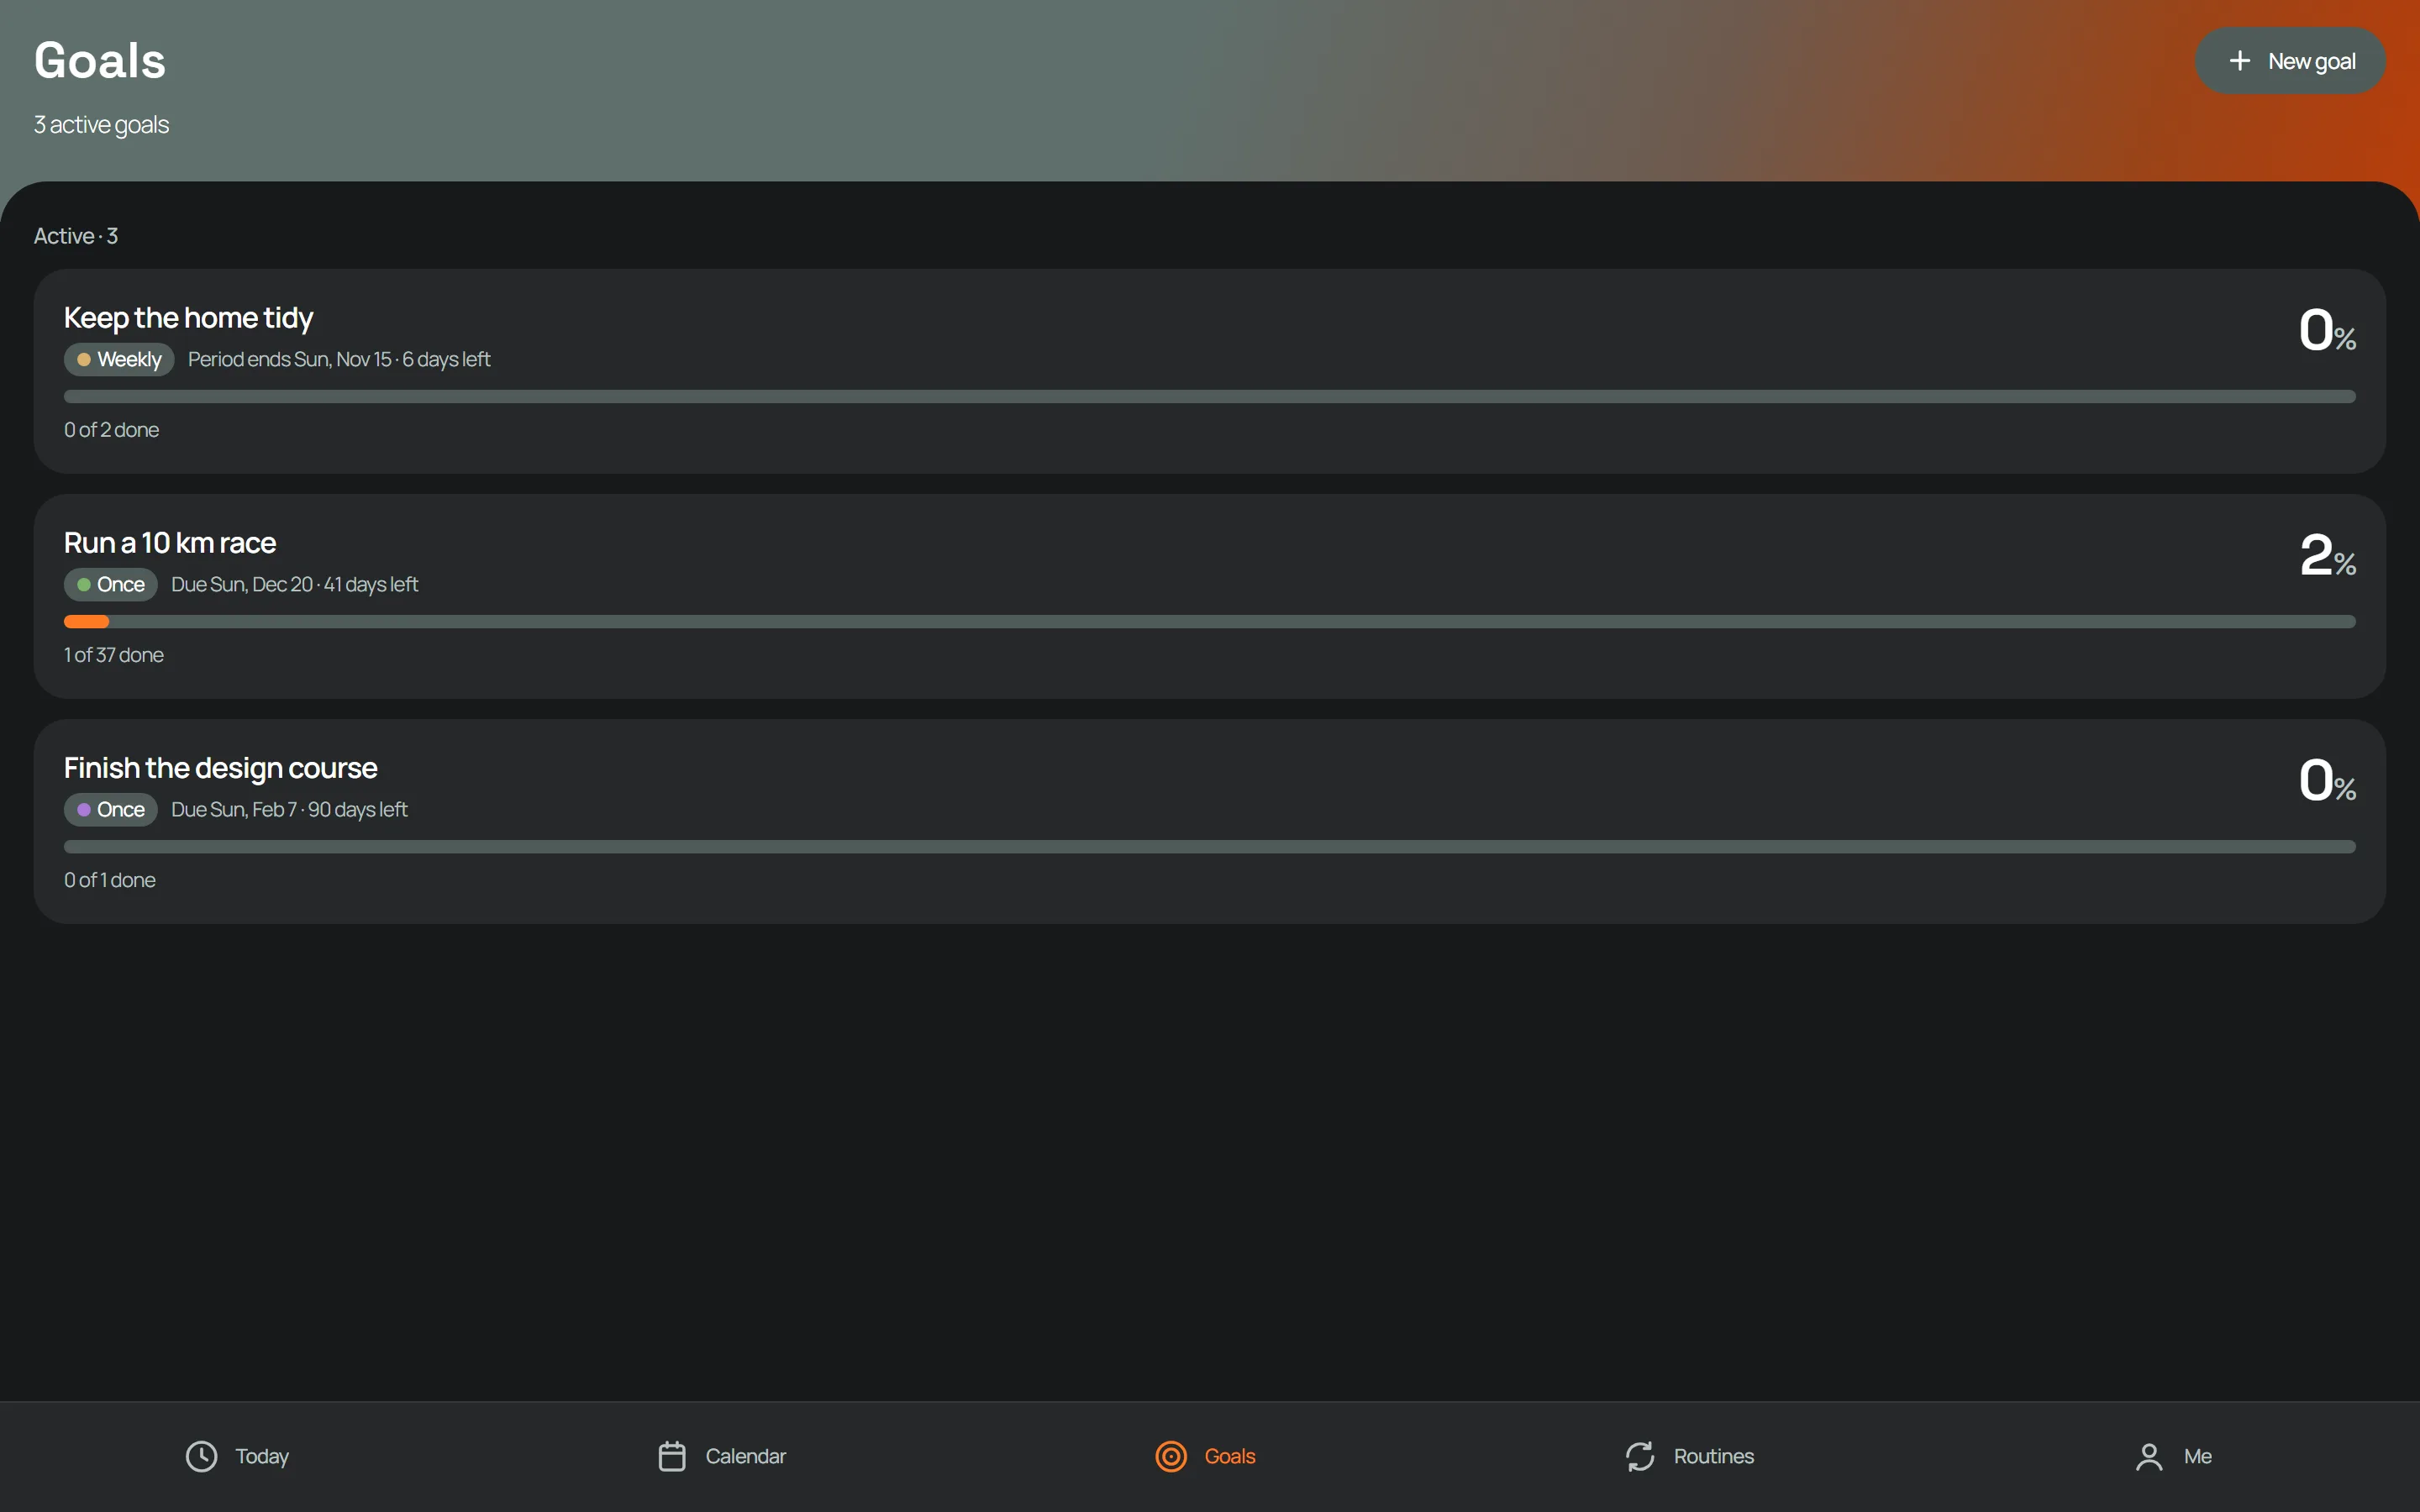 Goals
New goal
3 active goals
Active · 3
Keep the home tidy
0%
Weekly Period ends Sun, Nov 15 · 6 days left
0 of 2 done
Run a 10 km race
2%
Once Due Sun, Dec 20 · 41 days left
1 of 37 done
Finish the design course
0%
Once Due Sun, Feb 7 · 90 days left
0 of 1 done
Today Calendar Goals Routines Me